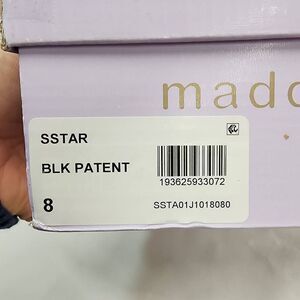 madd
SSTAR
BLK PATENT
193625933072
8
SSTA01J1018080